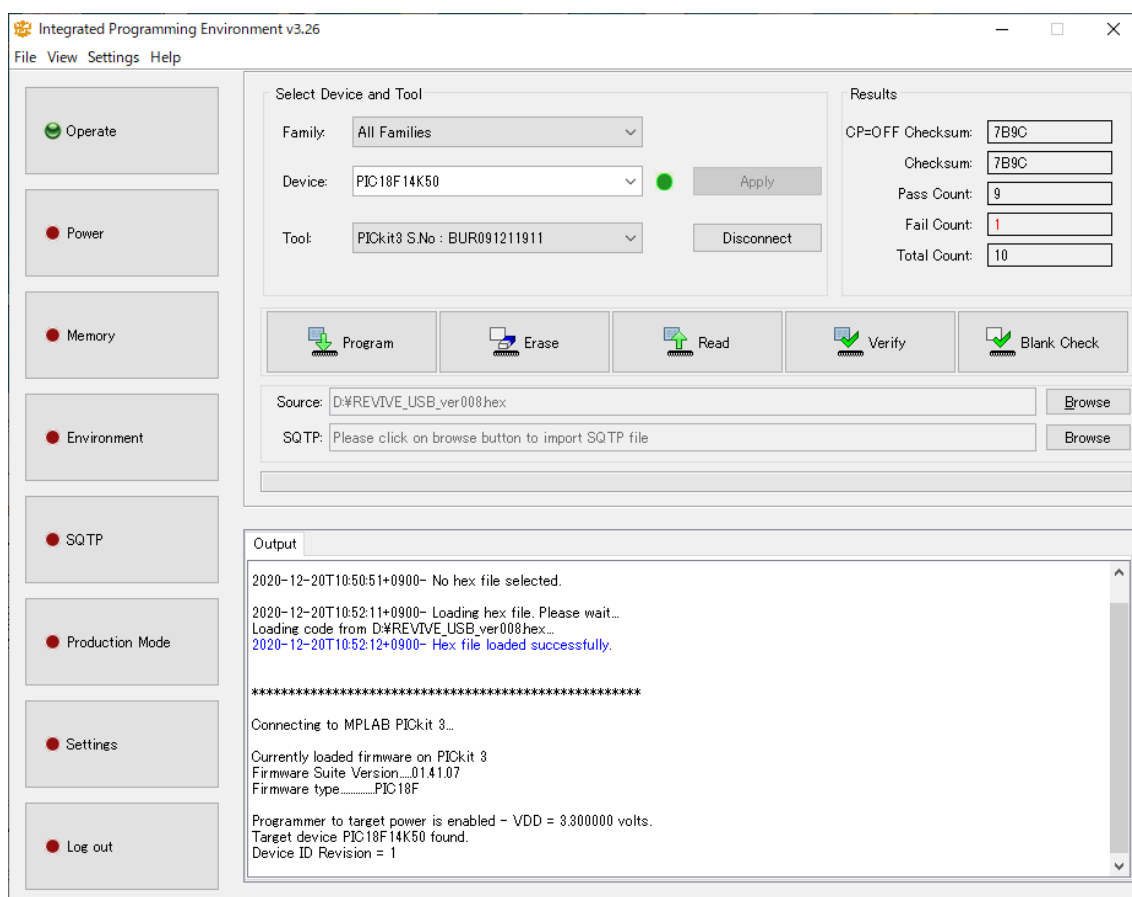 Integrated Programming Environment v3.26
File View Settings Help
Operate
Power
Memory
Environment
SQTP
Production Mode
Settings
Log out
Select Device and Tool
Family: All Families
Device: PIC18F14K50 Apply
Tool: PICkit3 S.No : BUR091211911 Disconnect
Results
CP=OFF Checksum: 7B9C
Checksum: 7B9C
Pass Count: 9
Fail Count: 1
Total Count: 10
Program Erase Read Verify Blank Check
Source: D:¥REVIVE_USB_ver008.hex Browse
SQTP: Please click on browse button to import SQTP file Browse
Output
2020-12-20T10:50:51+0900- No hex file selected.
2020-12-20T10:52:11+0900- Loading hex file. Please wait...
Loading code from D:¥REVIVE_USB_ver008.hex...
2020-12-20T10:52:12+0900- Hex file loaded successfully.
*****************************************************
Connecting to MPLAB PICkit 3...
Currently loaded firmware on PICkit 3
Firmware Suite Version.....01.41.07
Firmware type..............PIC18F
Programmer to target power is enabled - VDD = 3.300000 volts.
Target device PIC18F14K50 found.
Device ID Revision = 1